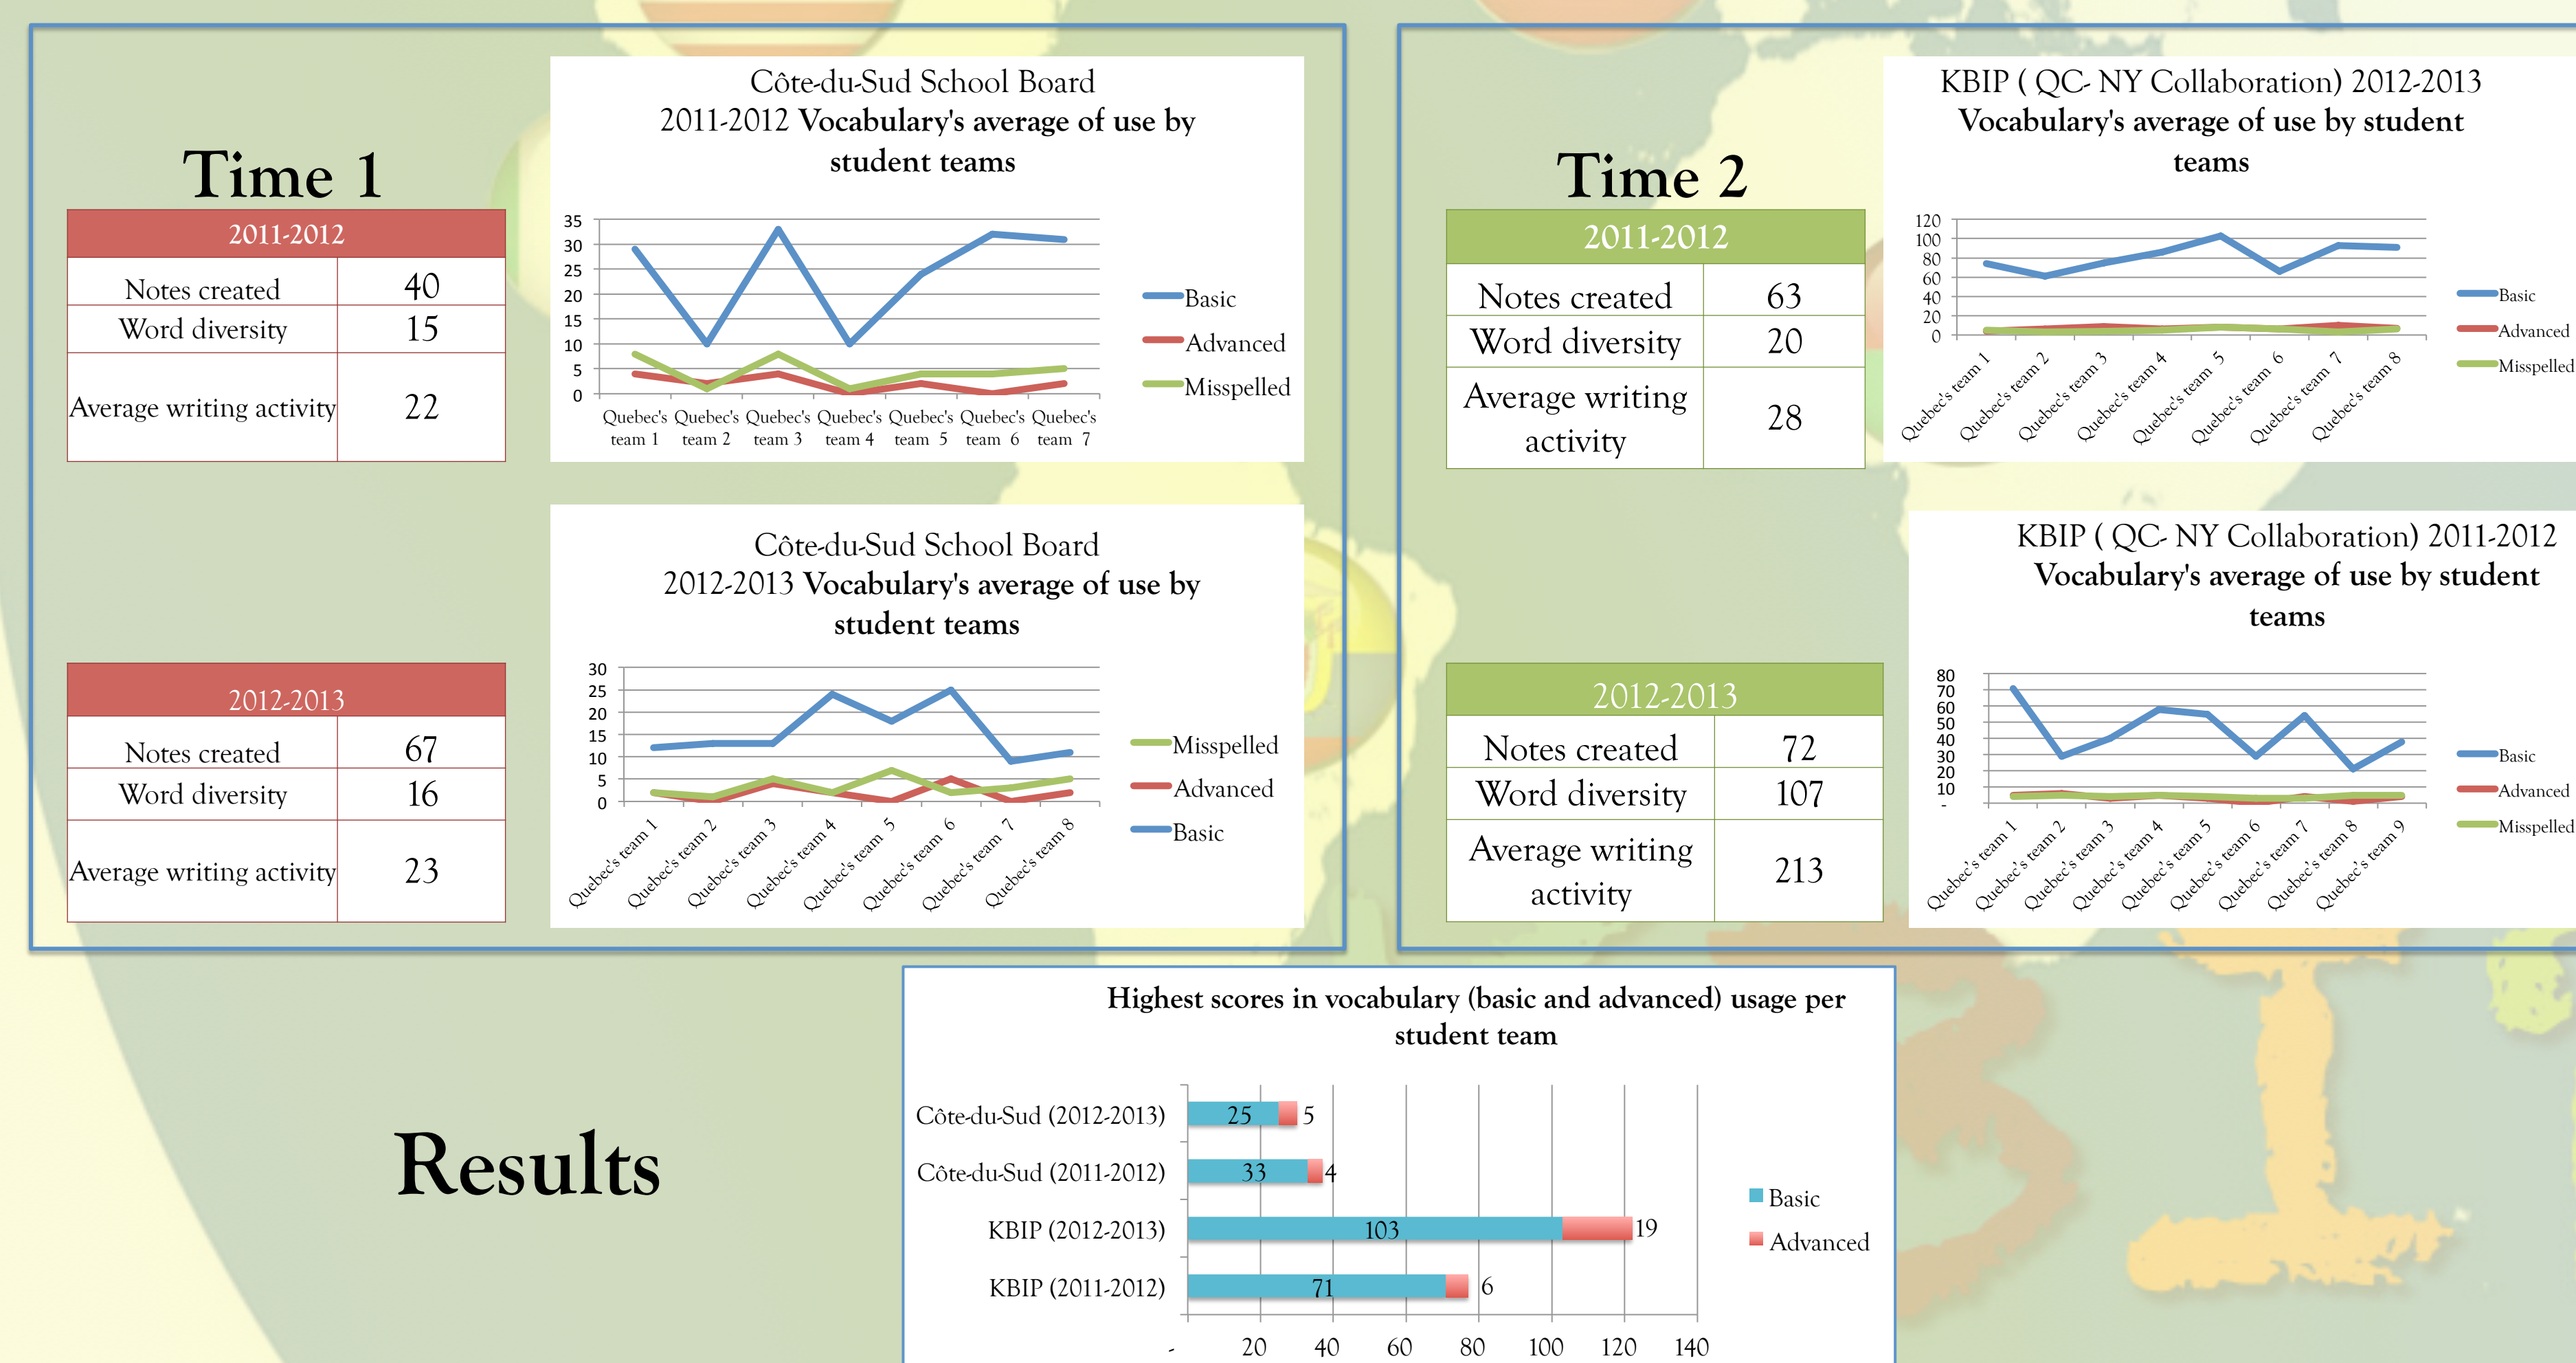 Time 1
2011-2012
Notes created 40
Word diversity 15
Average writing activity 22
Côte-du-Sud School Board
2011-2012 Vocabulary's average of use by
student teams
35
30
25
20
15
10
5
0
Quebec's Quebec's Quebec's Quebec's Quebec's Quebec's Quebec's
team 1 team 2 team 3 team 4 team 5 team 6 team 7
Basic
Advanced
Misspelled
2012-2013
Notes created 67
Word diversity 16
Average writing activity 23
Côte-du-Sud School Board
2012-2013 Vocabulary's average of use by
student teams
30
25
20
15
10
5
0
Quebec's team 1
Quebec's team 2
Quebec's team 3
Quebec's team 4
Quebec's team 5
Quebec's team 6
Quebec's team 7
Quebec's team 8
Misspelled
Advanced
Basic
Time 2
2011-2012
Notes created 63
Word diversity 20
Average writing
activity 28
KBIP ( QC- NY Collaboration) 2012-2013
Vocabulary's average of use by student
teams
120
100
80
60
40
20
0
Quebec's team 1
Quebec's team 2
Quebec's team 3
Quebec's team 4
Quebec's team 5
Quebec's team 6
Quebec's team 7
Quebec's team 8
Basic
Advanced
Misspelled
2012-2013
Notes created 72
Word diversity 107
Average writing
activity 213
KBIP ( QC- NY Collaboration) 2011-2012
Vocabulary's average of use by student
teams
80
70
60
50
40
30
20
10
-
Quebec's team 1
Quebec's team 2
Quebec's team 3
Quebec's team 4
Quebec's team 5
Quebec's team 6
Quebec's team 7
Quebec's team 8
Quebec's team 9
Basic
Advanced
Misspelled
Results
Highest scores in vocabulary (basic and advanced) usage per
student team
Côte-du-Sud (2012-2013) 25 5
Côte-du-Sud (2011-2012) 33 4
KBIP (2012-2013) 103 19
KBIP (2011-2012) 71 6
- 20 40 60 80 100 120 140
Basic
Advanced